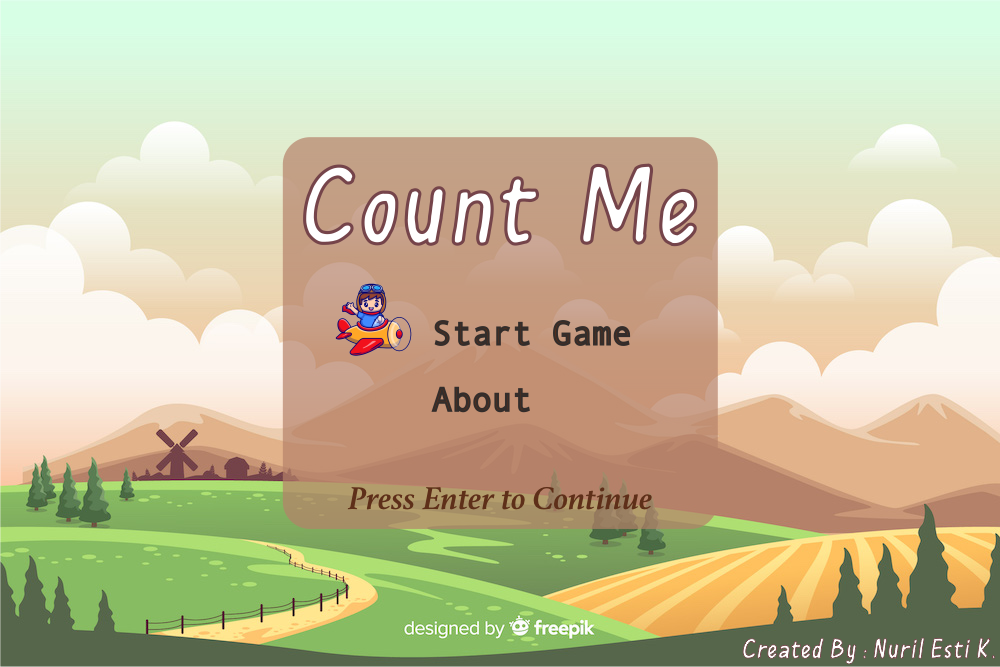 Count Me
Start Game
About
Press Enter to Continue
designed by freepik
Created By : Nuril Esti K.